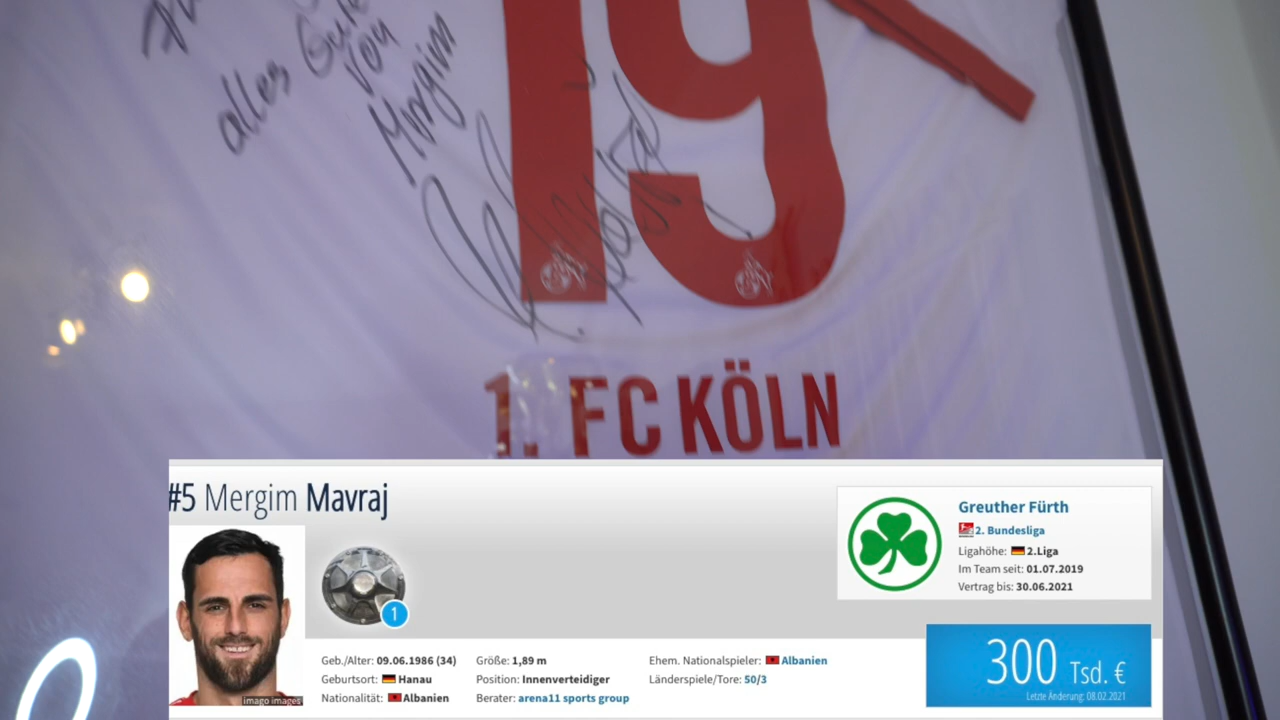 alles Gute
von
Mergim
19
1. FC KÖLN
#5 Mergim Mavraj
1
Greuther Fürth
2. Bundesliga
Ligahöhe: 2.Liga
Im Team seit: 01.07.2019
Vertrag bis: 30.06.2021
Geb./Alter: 09.06.1986 (34)
Geburtsort: Hanau
Nationalität: Albanien
Größe: 1,89 m
Position: Innenverteidiger
Berater: arena11 sports group
Ehem. Nationalspieler: Albanien
Länderspiele/Tore: 50/3
300 Tsd. €
Letzte Änderung: 08.02.2021
imago images